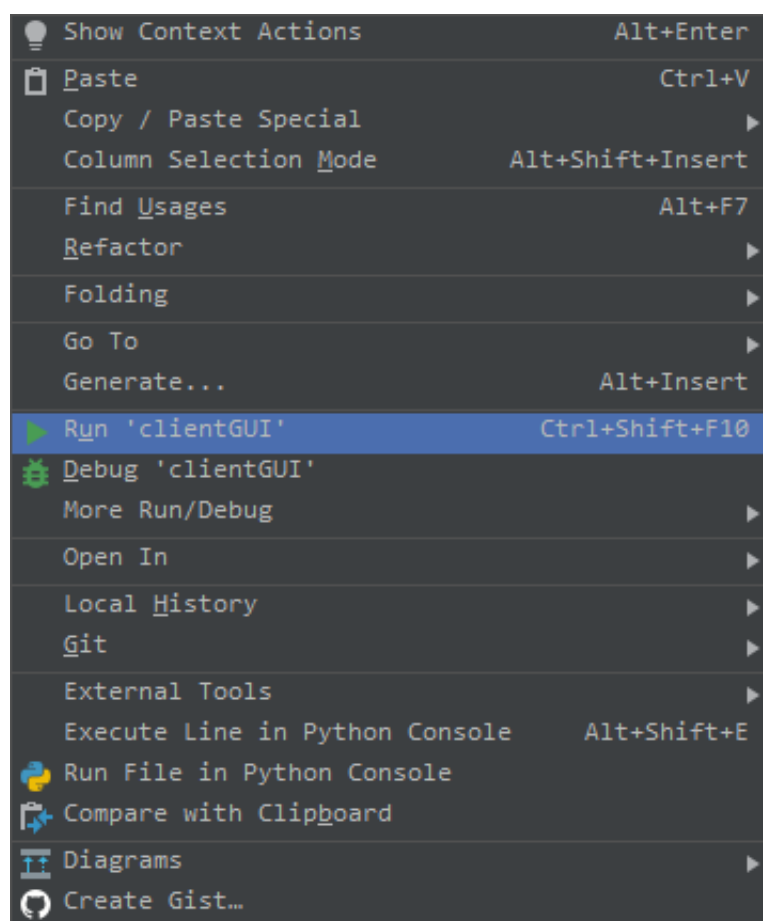 Show Context Actions Alt+Enter
Paste Ctrl+V
Copy / Paste Special
Column Selection Mode Alt+Shift+Insert
Find Usages Alt+F7
Refactor
Folding
Go To
Generate... Alt+Insert
Run 'clientGUI' Ctrl+Shift+F10
Debug 'clientGUI'
More Run/Debug
Open In
Local History
Git
External Tools
Execute Line in Python Console Alt+Shift+E
Run File in Python Console
Compare with Clipboard
Diagrams
Create Gist…